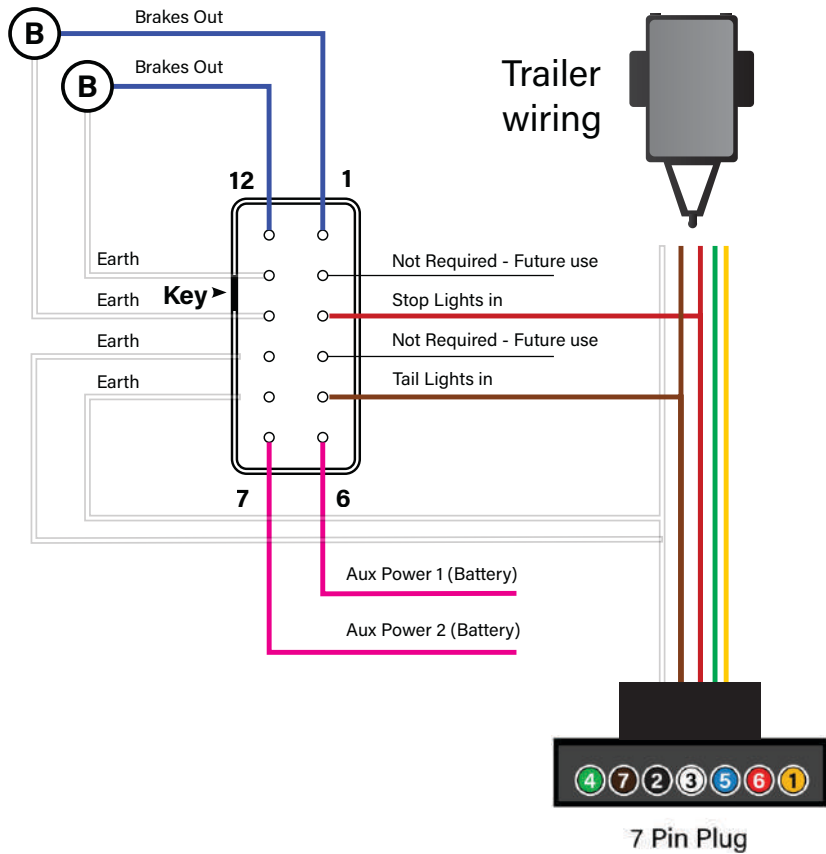 Brakes Out
B
Brakes Out
B
Trailer
wiring
12 1
Earth
Not Required - Future use
Earth
Key
Stop Lights in
Earth
Not Required - Future use
Earth
Tail Lights in
7 6
Aux Power 1 (Battery)
Aux Power 2 (Battery)
4 7 2 3 5 6 1
7 Pin Plug